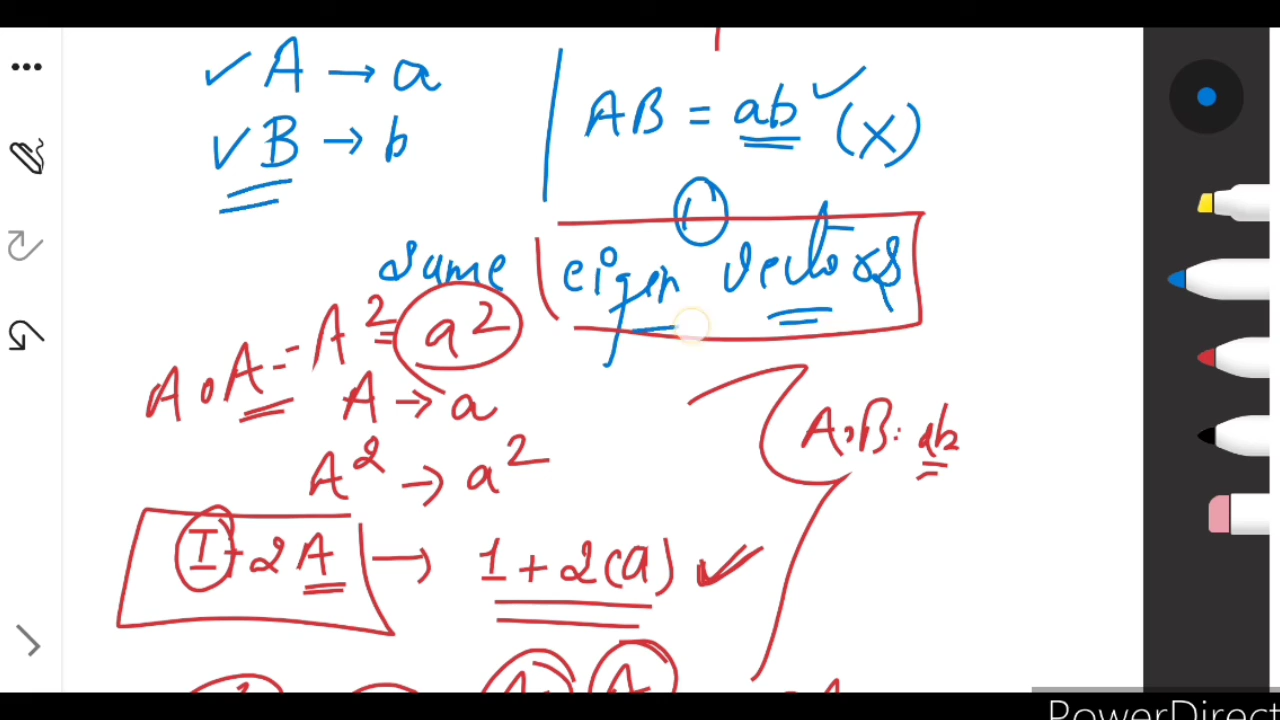 ✓A → a
✓B → b
AB = ab ✓ (X)
same eigen vectors
A∘A = A² = a²
A → a
A² → a²
A·B: ab
I+2A → 1+2(a) ✓
PowerDirect